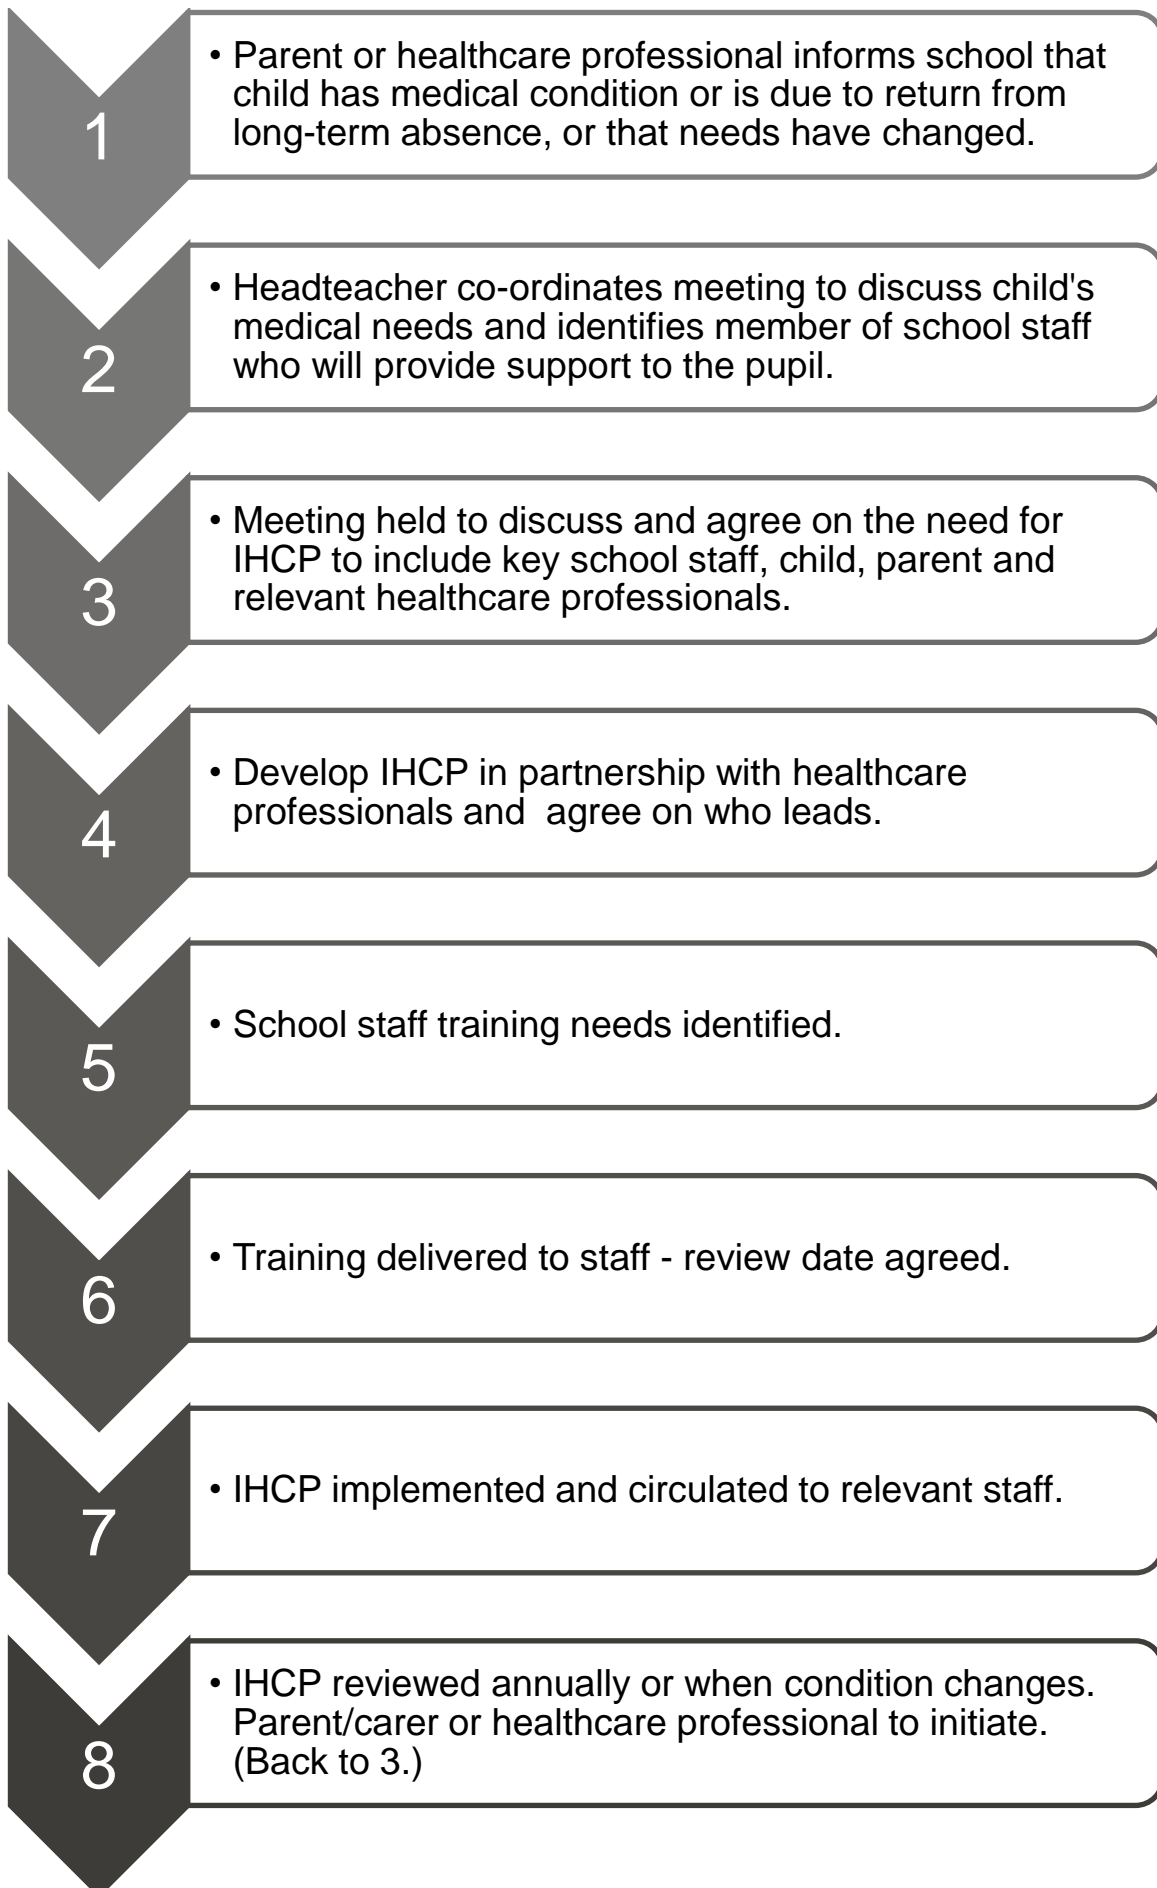 1
• Parent or healthcare professional informs school that
child has medical condition or is due to return from
long-term absence, or that needs have changed.
2
• Headteacher co-ordinates meeting to discuss child's
medical needs and identifies member of school staff
who will provide support to the pupil.
3
• Meeting held to discuss and agree on the need for
IHCP to include key school staff, child, parent and
relevant healthcare professionals.
4
• Develop IHCP in partnership with healthcare
professionals and  agree on who leads.
5
• School staff training needs identified.
6
• Training delivered to staff - review date agreed.
7
• IHCP implemented and circulated to relevant staff.
8
• IHCP reviewed annually or when condition changes.
Parent/carer or healthcare professional to initiate.
(Back to 3.)